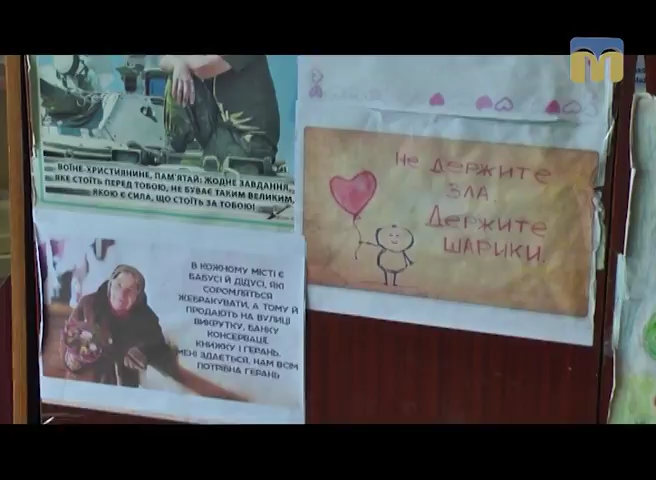 ВОЇНЕ-ХРИСТИЯНИНЕ, ПАМ'ЯТАЙ: ЖОДНЕ ЗАВДАННЯ,
ЯКЕ СТОЇТЬ ПЕРЕД ТОБОЮ, НЕ БУВАЄ ТАКИМ ВЕЛИКИМ,
ЯКОЮ Є СИЛА, ЩО СТОЇТЬ ЗА ТОБОЮ!
Не держите
зла.
Держите
шарики.
В КОЖНОМУ МІСТІ Є
БАБУСІ Й ДІДУСІ, ЯКІ
СОРОМЛЯТЬСЯ
ЖЕБРАКУВАТИ, А ТОМУ Й
ПРОДАЮТЬ НА ВУЛИЦІ
ВИКРУТКУ, БАНКУ
КОНСЕРВАЦІЇ,
КНИЖКУ І ГЕРАНЬ.
МЕНІ ЗДАЄТЬСЯ, НАМ ВСІМ
ПОТРІБНА ГЕРАНЬ